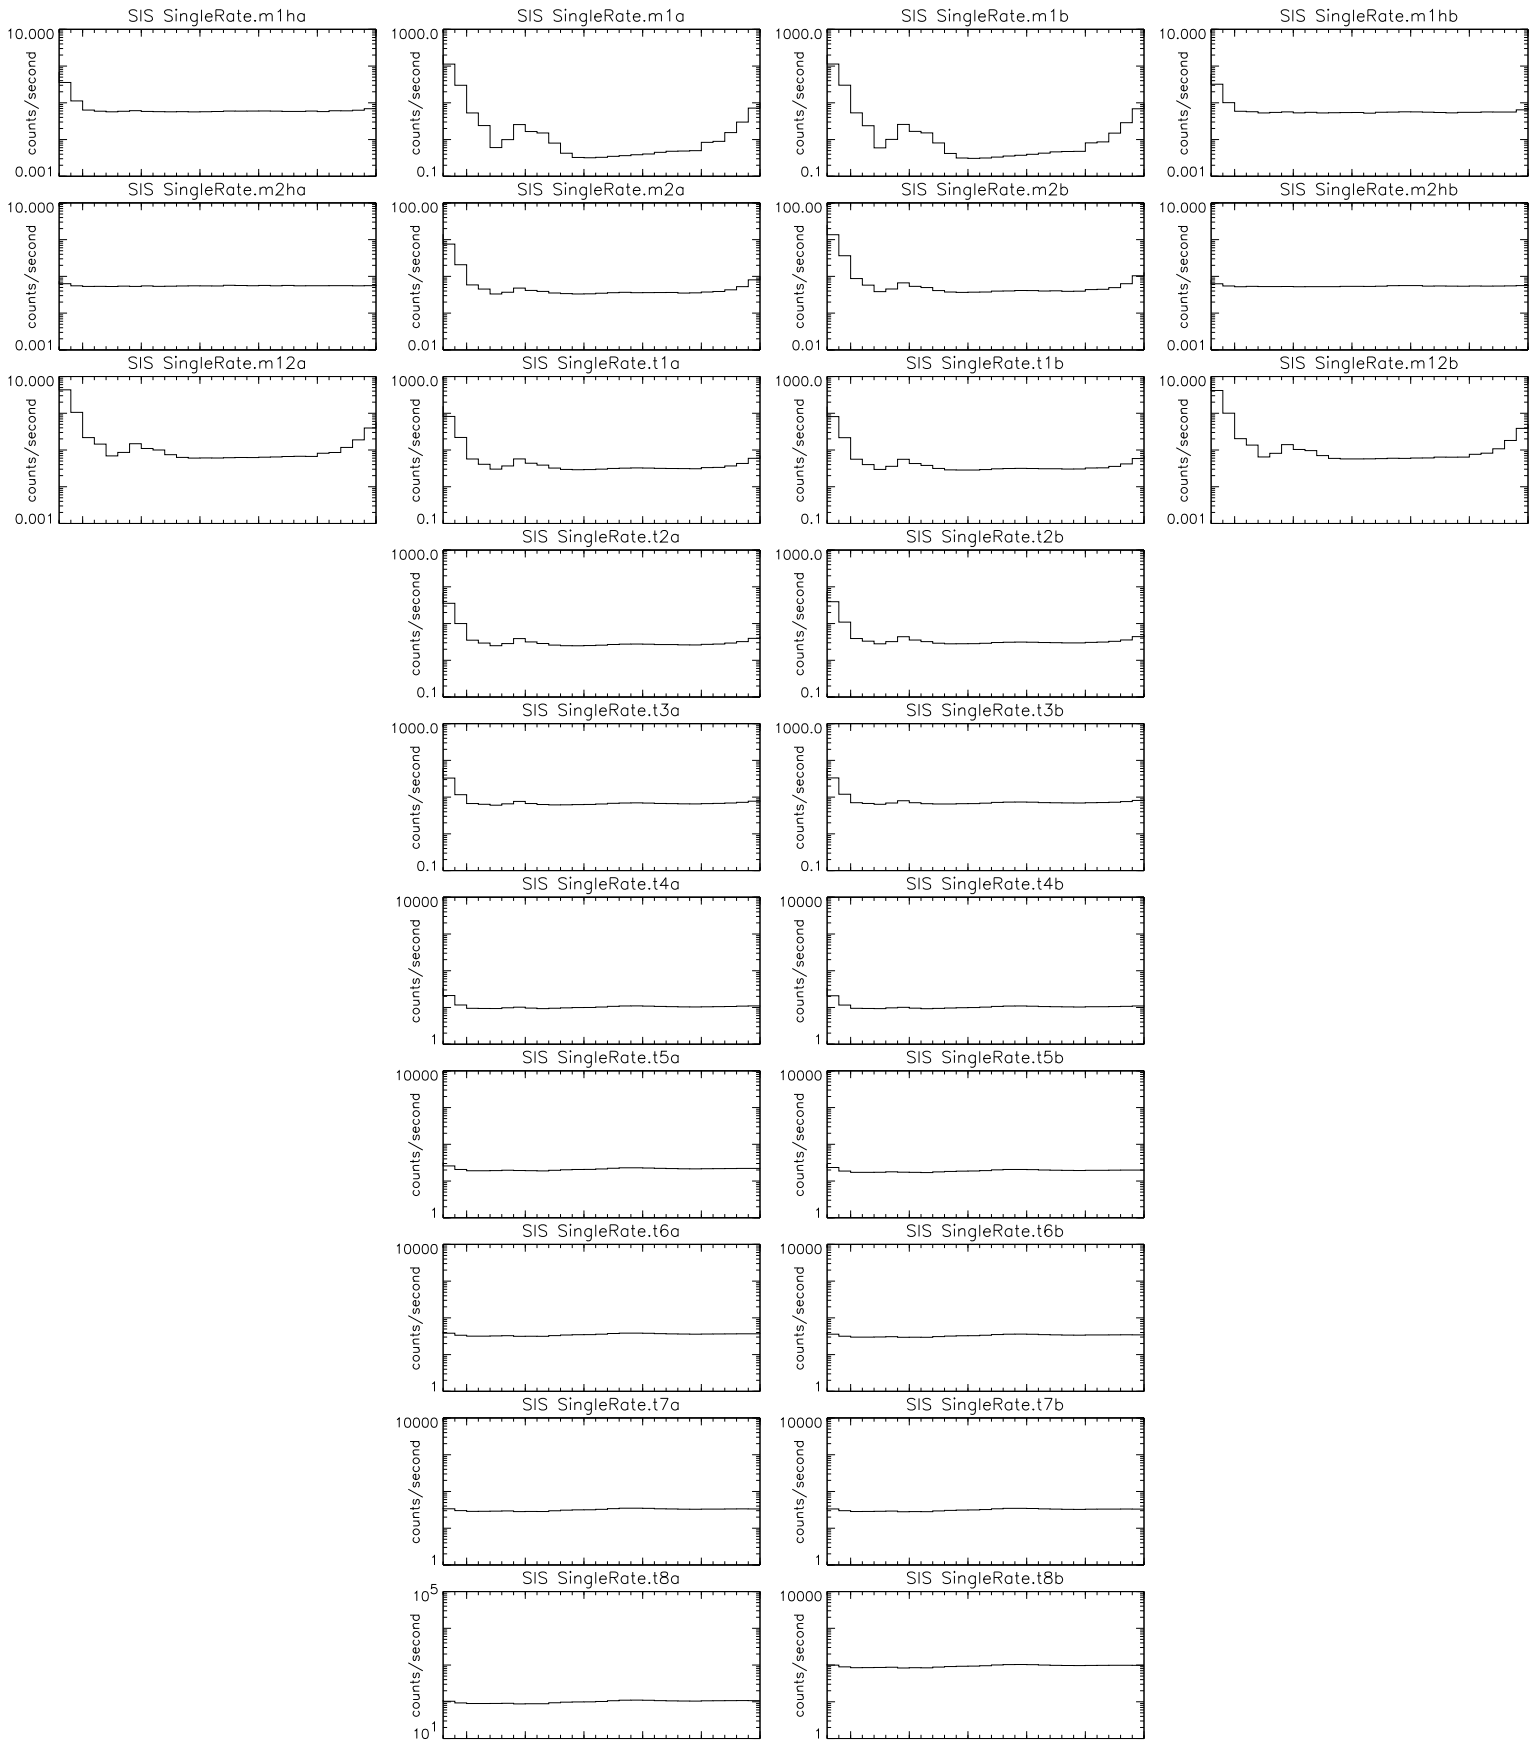 SIS SingleRate.m1ha
10.000
counts/second
0.001
SIS SingleRate.m1a
1000.0
counts/second
0.1
SIS SingleRate.m1b
1000.0
counts/second
0.1
SIS SingleRate.m1hb
10.000
counts/second
0.001
SIS SingleRate.m2ha
10.000
counts/second
0.001
SIS SingleRate.m2a
100.00
counts/second
0.01
SIS SingleRate.m2b
100.00
counts/second
0.01
SIS SingleRate.m2hb
10.000
counts/second
0.001
SIS SingleRate.m12a
10.000
counts/second
0.001
SIS SingleRate.t1a
1000.0
counts/second
0.1
SIS SingleRate.t1b
1000.0
counts/second
0.1
SIS SingleRate.m12b
10.000
counts/second
0.001
SIS SingleRate.t2a
1000.0
counts/second
0.1
SIS SingleRate.t2b
1000.0
counts/second
0.1
SIS SingleRate.t3a
1000.0
counts/second
0.1
SIS SingleRate.t3b
1000.0
counts/second
0.1
SIS SingleRate.t4a
10000
counts/second
1
SIS SingleRate.t4b
10000
counts/second
1
SIS SingleRate.t5a
10000
counts/second
1
SIS SingleRate.t5b
10000
counts/second
1
SIS SingleRate.t6a
10000
counts/second
1
SIS SingleRate.t6b
10000
counts/second
1
SIS SingleRate.t7a
10000
counts/second
1
SIS SingleRate.t7b
10000
counts/second
1
SIS SingleRate.t8a
10⁵
counts/second
10¹
SIS SingleRate.t8b
10000
counts/second
1